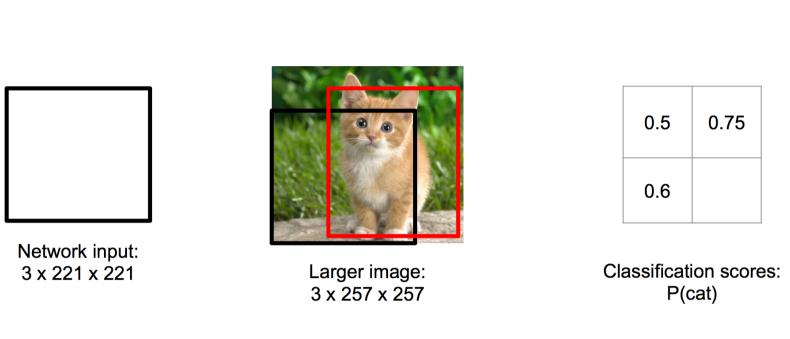 0.5 0.75
0.6
Network input:
3 x 221 x 221
Larger image:
3 x 257 x 257
Classification scores:
P(cat)